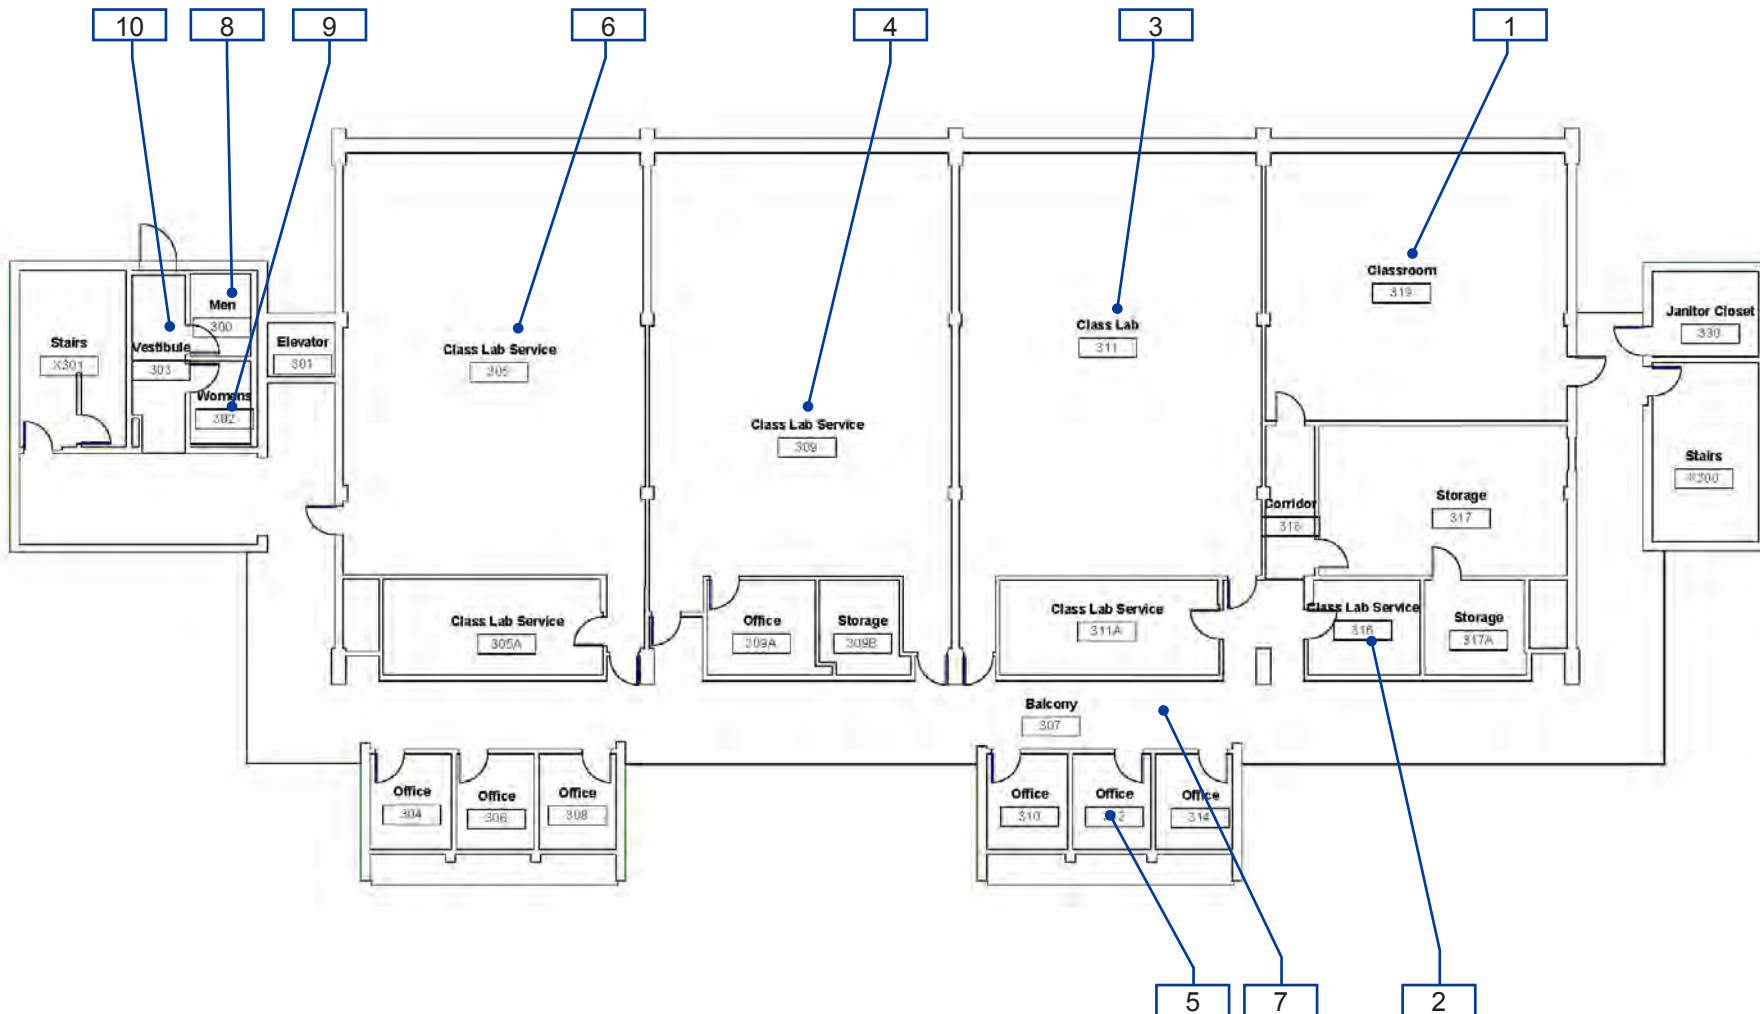 10 8 9 6 4 3 1
Classroom
319
Men
300
Janitor Closet
330
Class Lab
311
Stairs
X301
Vestibule
303
Elevator
301
Class Lab Service
305
Womens
302
Class Lab Service
309
Stairs
X300
Corridor
318
Storage
317
Class Lab Service
305A
Office
309A
Storage
309B
Class Lab Service
311A
Class Lab Service
316
Storage
317A
Balcony
307
Office
304
Office
306
Office
308
Office
310
Office
312
Office
314
5 7 2